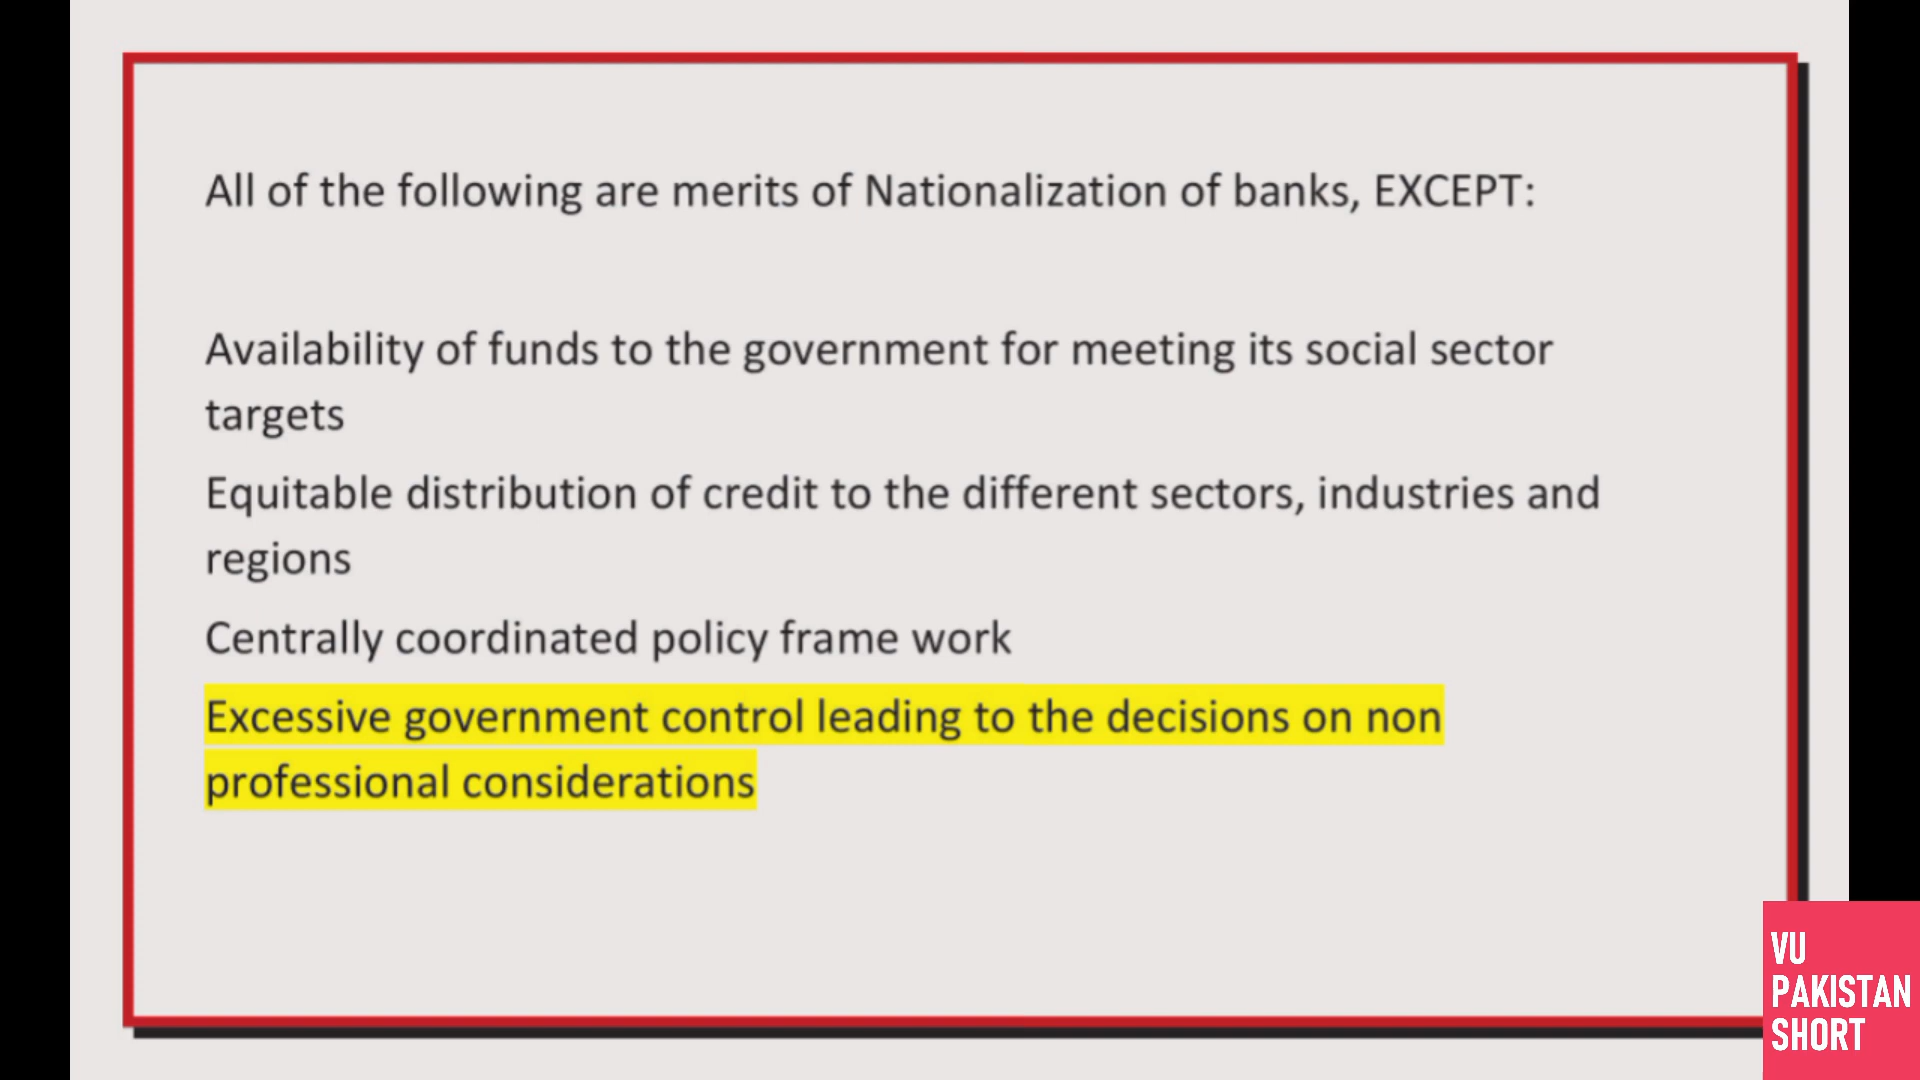 All of the following are merits of Nationalization of banks, EXCEPT:
Availability of funds to the government for meeting its social sector
targets
Equitable distribution of credit to the different sectors, industries and
regions
Centrally coordinated policy frame work
Excessive government control leading to the decisions on non
professional considerations
VU
PAKISTAN
SHORT